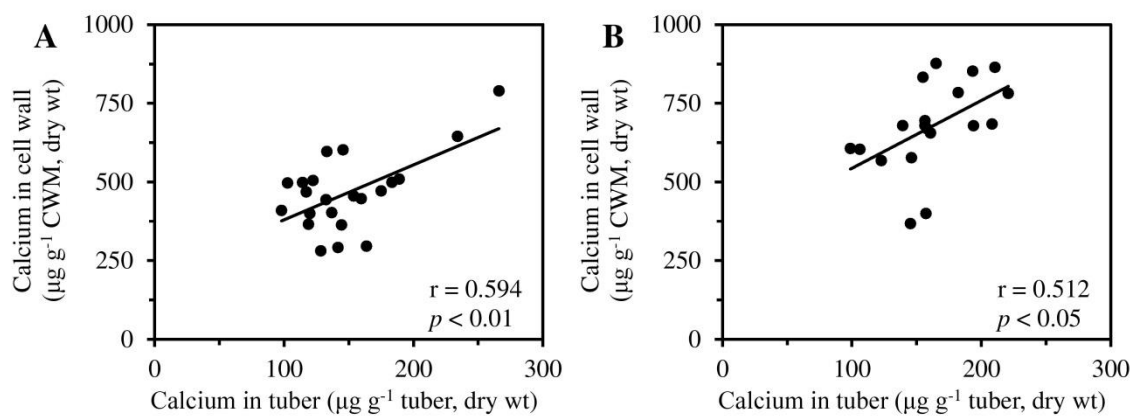 A
Calcium in cell wall
(µg g⁻¹ CWM, dry wt)
1000
750
500
250
0
r = 0.594
p < 0.01
0
100
200
300
Calcium in tuber (µg g⁻¹ tuber, dry wt)
B
Calcium in cell wall
(µg g⁻¹ CWM, dry wt)
1000
750
500
250
0
r = 0.512
p < 0.05
0
100
200
300
Calcium in tuber (µg g⁻¹ tuber, dry wt)